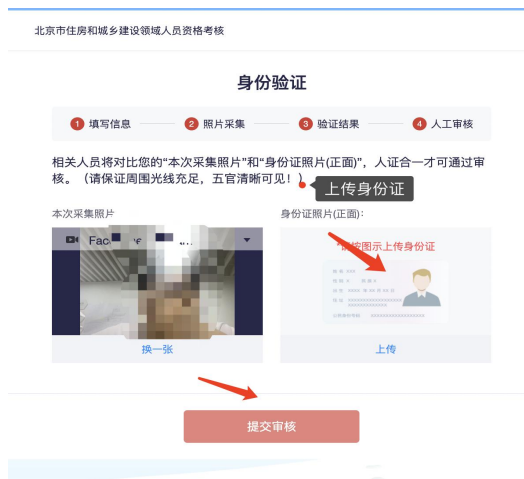 北京市住房和城乡建设领域人员资格考核
身份验证
1 填写信息 2 照片采集 3 验证结果 4 人工审核
相关人员将对比您的“本次采集照片”和“身份证照片(正面)”，人证合一才可通过审
核。（请保证周围光线充足，五官清晰可见！）
上传身份证
本次采集照片 身份证照片(正面):
按图示上传身份证
换一张 上传
提交审核